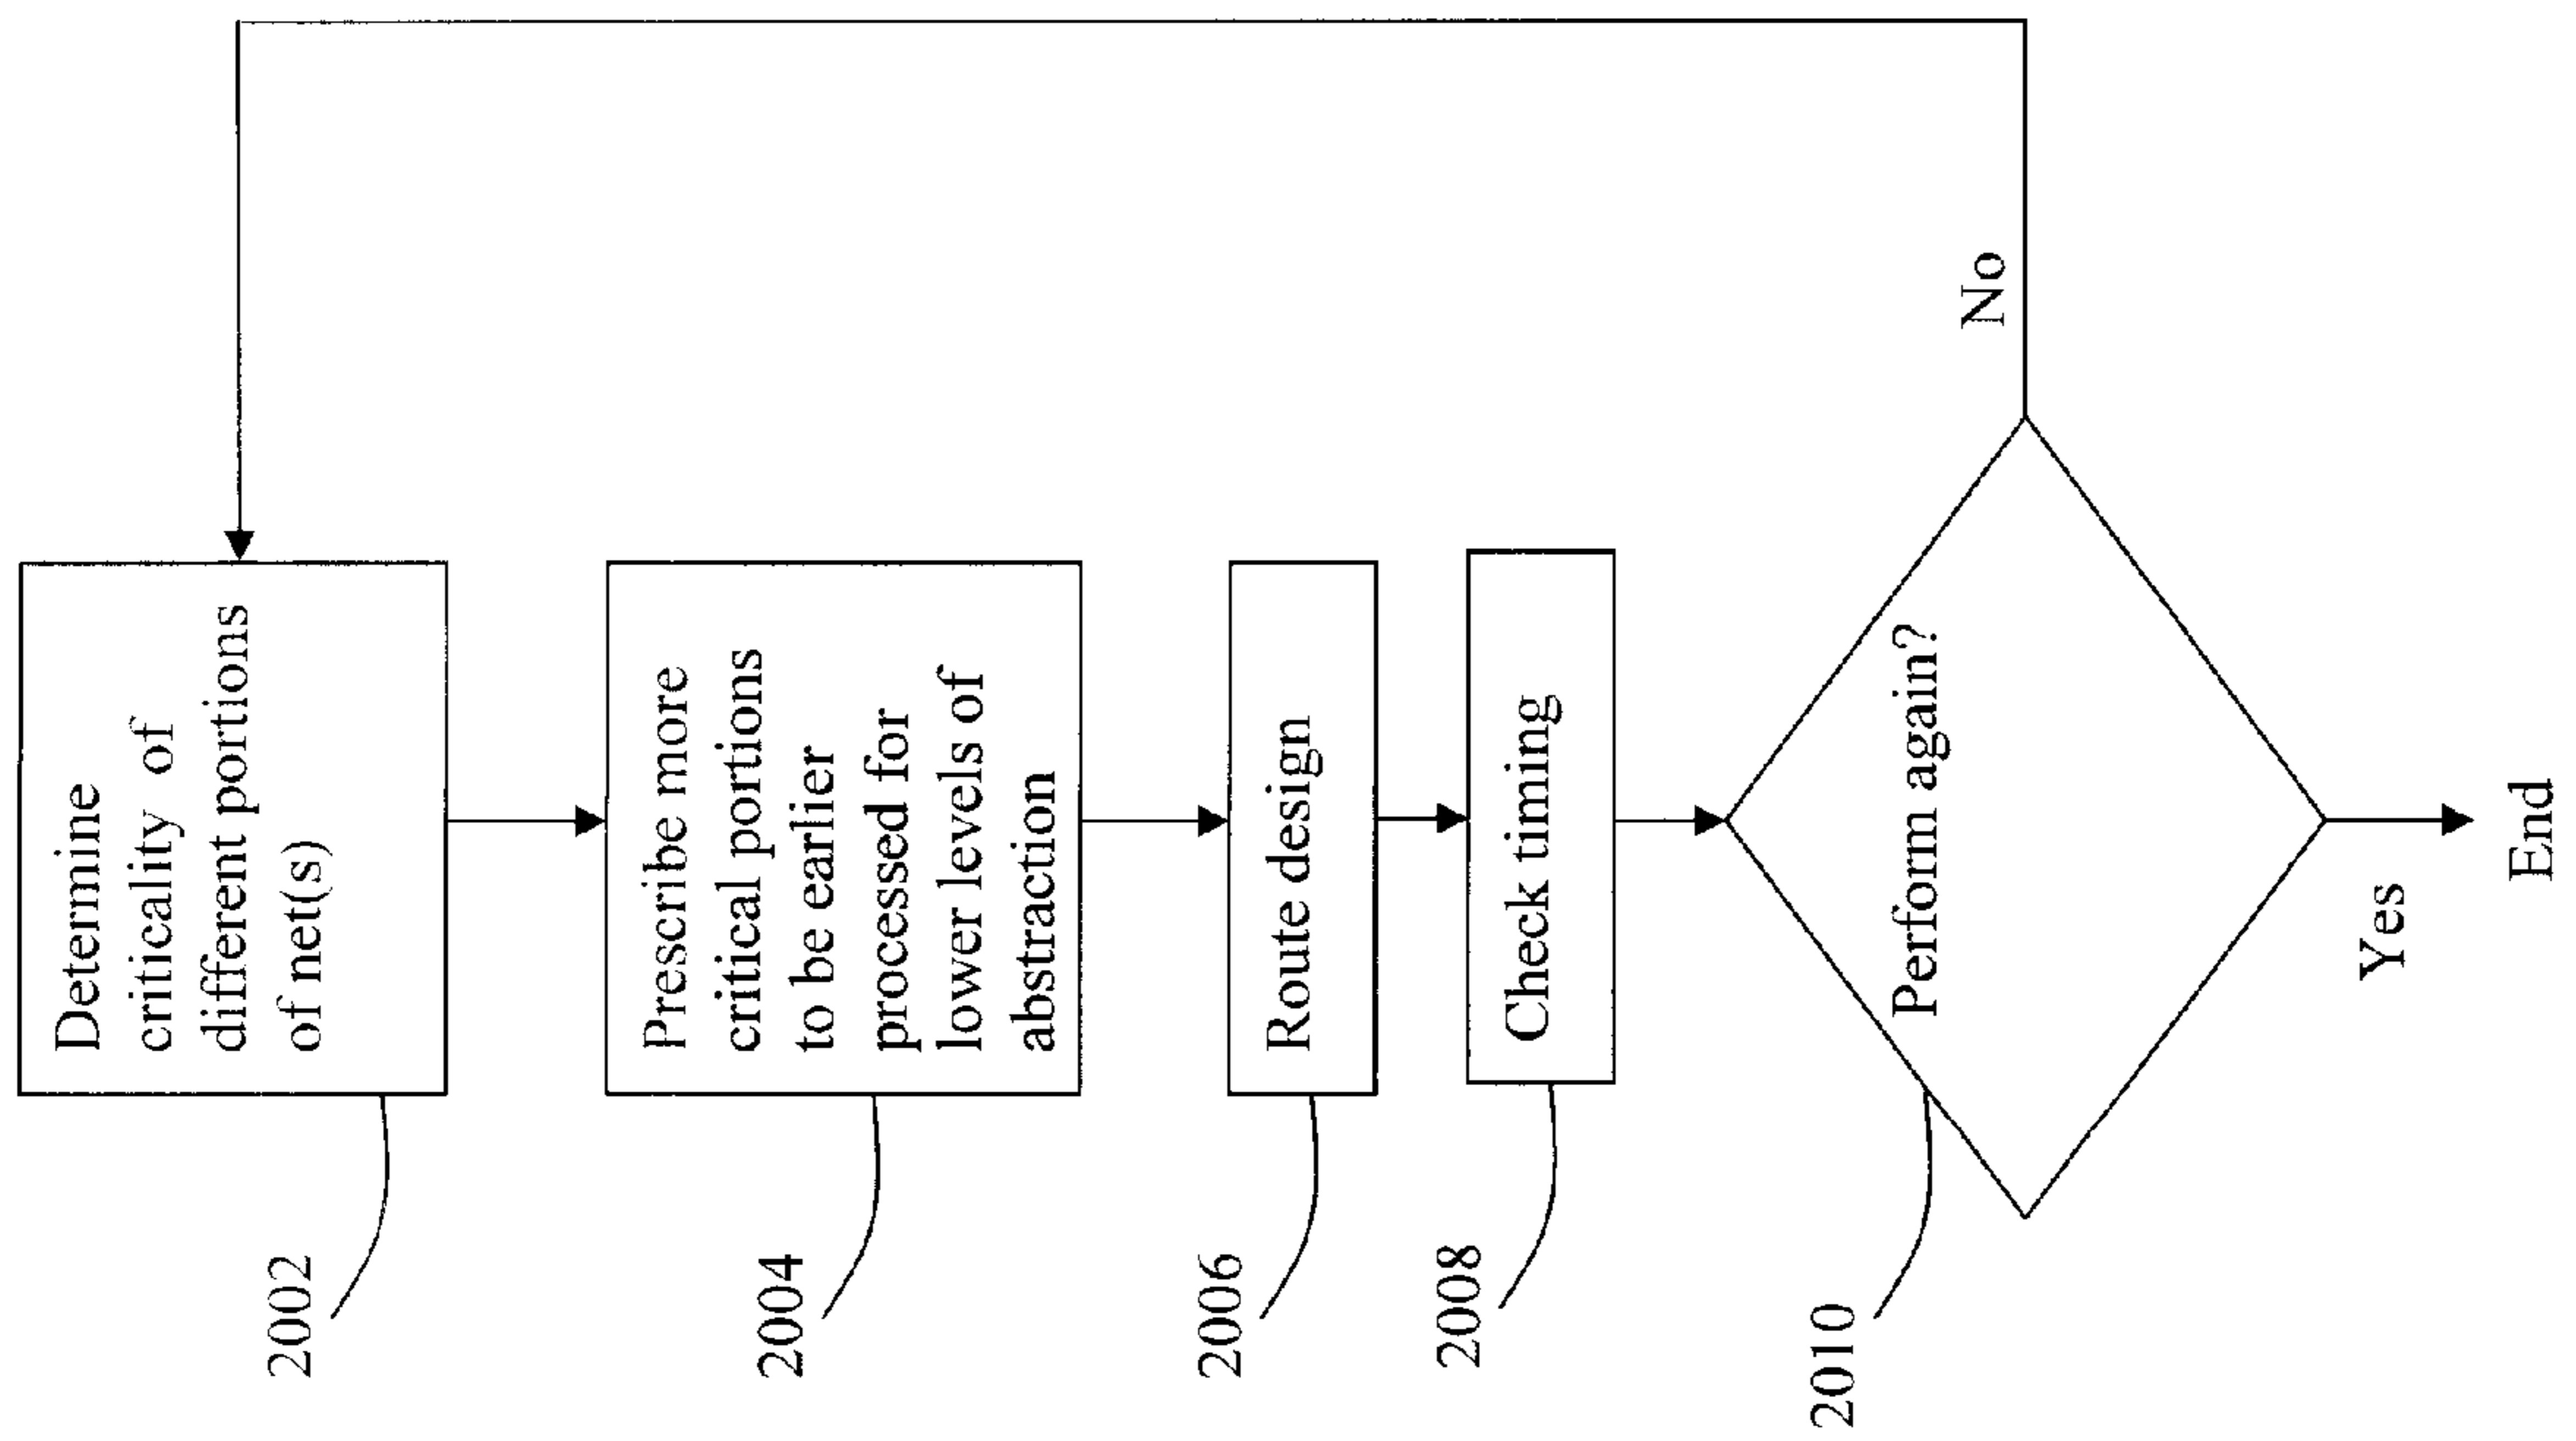 Determine
criticality of
different portions
of net(s)
2002
Prescribe more
critical portions
to be earlier
processed for
lower levels of
abstraction
2004
Route design
2006
Check timing
2008
Perform again?
2010
No
Yes
End